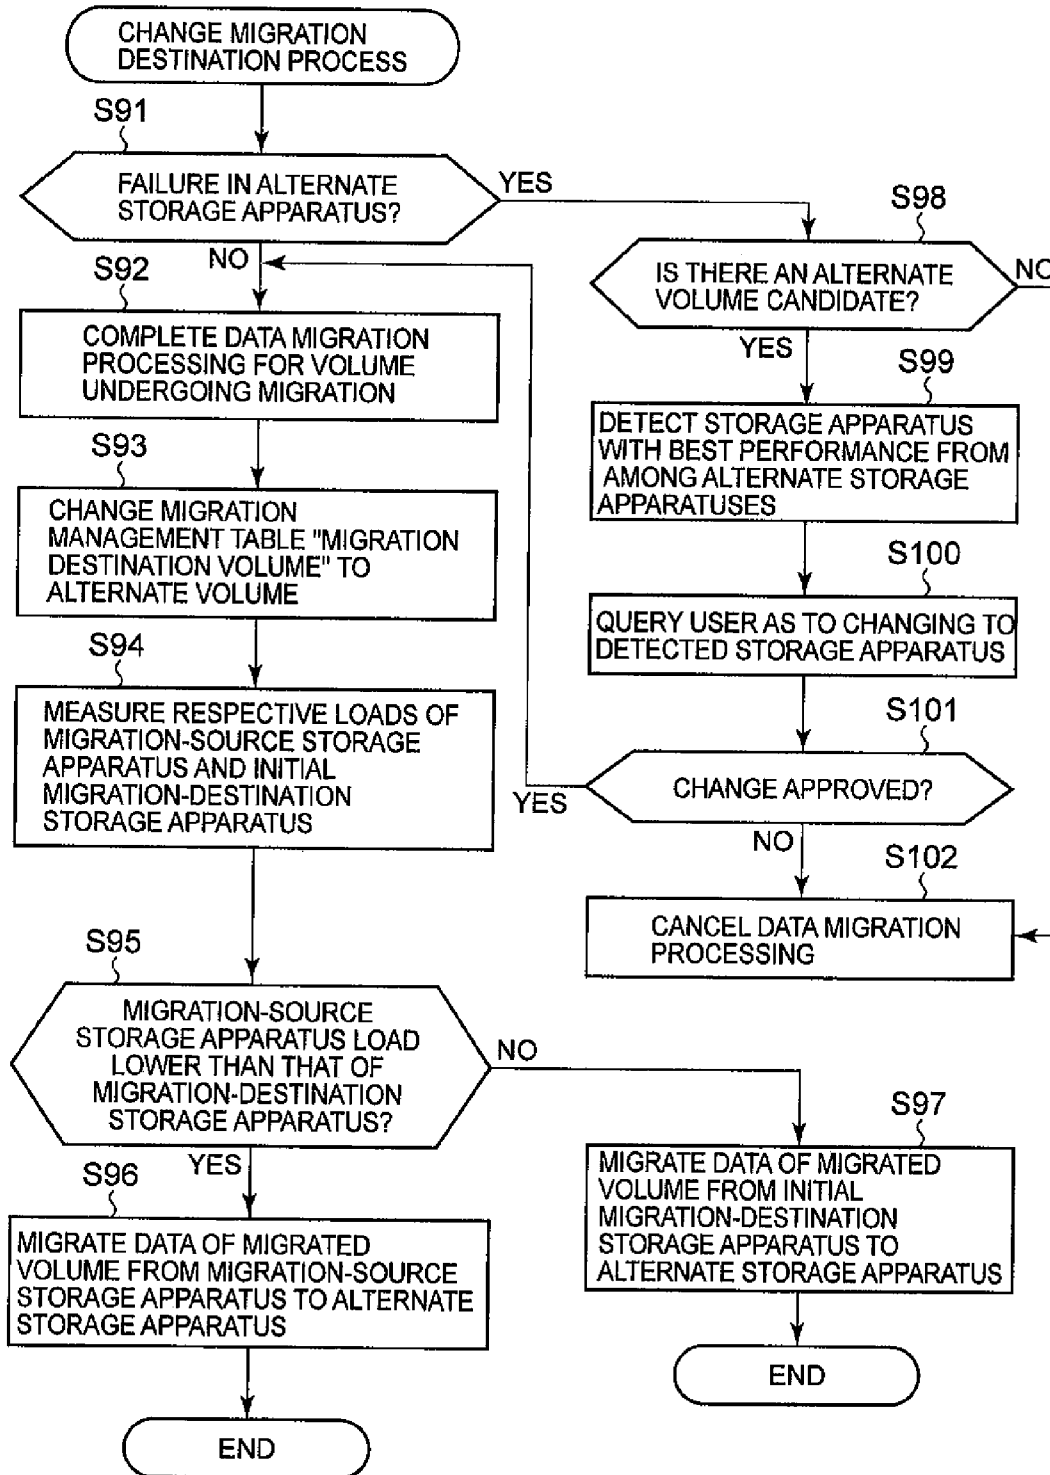 CHANGE MIGRATION
DESTINATION PROCESS
S91
FAILURE IN ALTERNATE
STORAGE APPARATUS?
YES
NO
S92
COMPLETE DATA MIGRATION
PROCESSING FOR VOLUME
UNDERGOING MIGRATION
S93
CHANGE MIGRATION
MANAGEMENT TABLE "MIGRATION
DESTINATION VOLUME" TO
ALTERNATE VOLUME
S94
MEASURE RESPECTIVE LOADS OF
MIGRATION-SOURCE STORAGE
APPARATUS AND INITIAL
MIGRATION-DESTINATION
STORAGE APPARATUS
S95
MIGRATION-SOURCE
STORAGE APPARATUS LOAD
LOWER THAN THAT OF
MIGRATION-DESTINATION
STORAGE APPARATUS?
NO
YES
S96
MIGRATE DATA OF MIGRATED
VOLUME FROM MIGRATION-SOURCE
STORAGE APPARATUS TO ALTERNATE
STORAGE APPARATUS
END
S98
IS THERE AN ALTERNATE
VOLUME CANDIDATE?
NO
YES
S99
DETECT STORAGE APPARATUS
WITH BEST PERFORMANCE FROM
AMONG ALTERNATE STORAGE
APPARATUSES
S100
QUERY USER AS TO CHANGING TO
DETECTED STORAGE APPARATUS
S101
CHANGE APPROVED?
YES
NO
S102
CANCEL DATA MIGRATION
PROCESSING
S97
MIGRATE DATA OF MIGRATED
VOLUME FROM INITIAL
MIGRATION-DESTINATION
STORAGE APPARATUS TO
ALTERNATE STORAGE APPARATUS
END